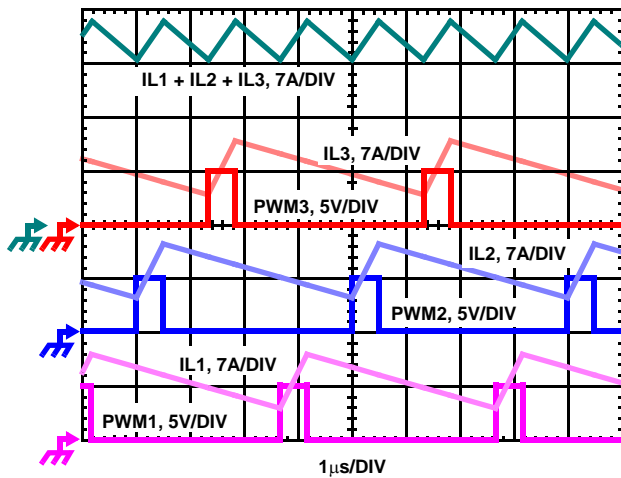 IL1 + IL2 + IL3, 7A/DIV
IL3, 7A/DIV
PWM3, 5V/DIV
IL2, 7A/DIV
PWM2, 5V/DIV
IL1, 7A/DIV
PWM1, 5V/DIV
1μs/DIV